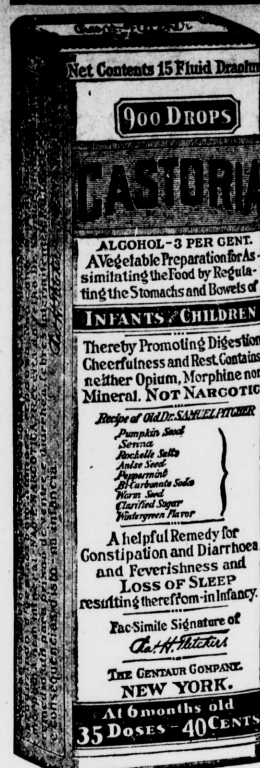 Net Contents 15 Fluid Drachm
900 DROPS
CASTORIA
ALCOHOL-3 PER CENT.
AVegetable Preparation for As-
similating the Food by Regula-
ting the Stomachs and Bowels of
INFANTS & CHILDREN
Thereby Promoting Digestion
Cheerfulness and Rest. Contains
neither Opium, Morphine nor
Mineral. NOT NARCOTIC
Recipe of Old Dr. SAMUEL PITCHER
Pumpkin Seed
Senna
Rochelle Salts
Anise Seed
Peppermint
Bi-Carbonate Soda
Worm Seed
Clarified Sugar
Wintergreen Flavor
A helpful Remedy for
Constipation and Diarrhoea
and Feverishness and
LOSS OF SLEEP
resulting therefrom-in Infancy.
Fac-Simile Signature of
Chas. H. Fletcher.
THE CENTAUR COMPANY.
NEW YORK.
At 6 months old
35 DOSES - 40 CENTS